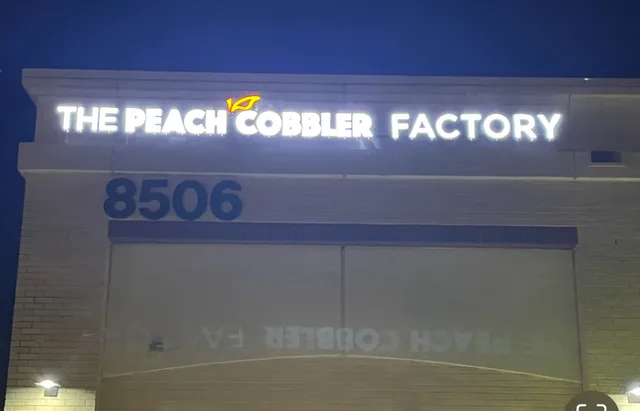 THE PEACH COBBLER FACTORY
8506